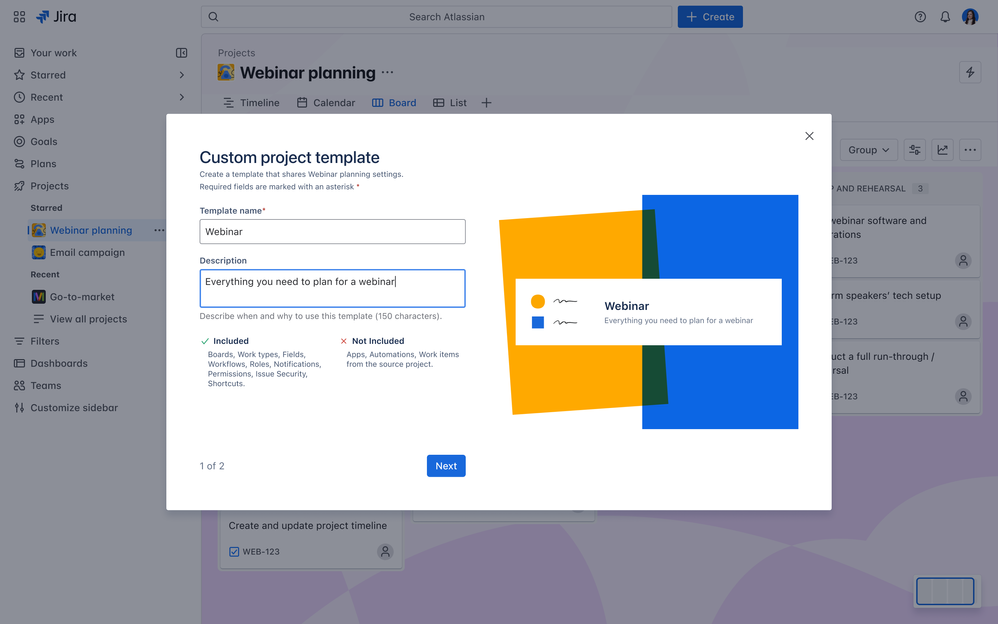 Jira
Search Atlassian
Create
Your work
Starred
Recent
Apps
Goals
Plans
Projects
Starred
Webinar planning
Email campaign
Recent
Go-to-market
View all projects
Filters
Dashboards
Teams
Customize sidebar
Projects
Webinar planning
Timeline
Calendar
Board
List
Group
P AND REHEARSAL 3
webinar software and
rations
EB-123
rm speakers' tech setup
EB-123
uct a full run-through /
rsal
EB-123
Create and update project timeline
WEB-123
Custom project template
Create a template that shares Webinar planning settings.
Required fields are marked with an asterisk *
Template name*
Webinar
Description
Everything you need to plan for a webinar
Describe when and why to use this template (150 characters).
Included
Boards, Work types, Fields,
Workflows, Roles, Notifications,
Permissions, Issue Security,
Shortcuts.
Not Included
Apps, Automations, Work items
from the source project.
1 of 2
Next
Webinar
Everything you need to plan for a webinar